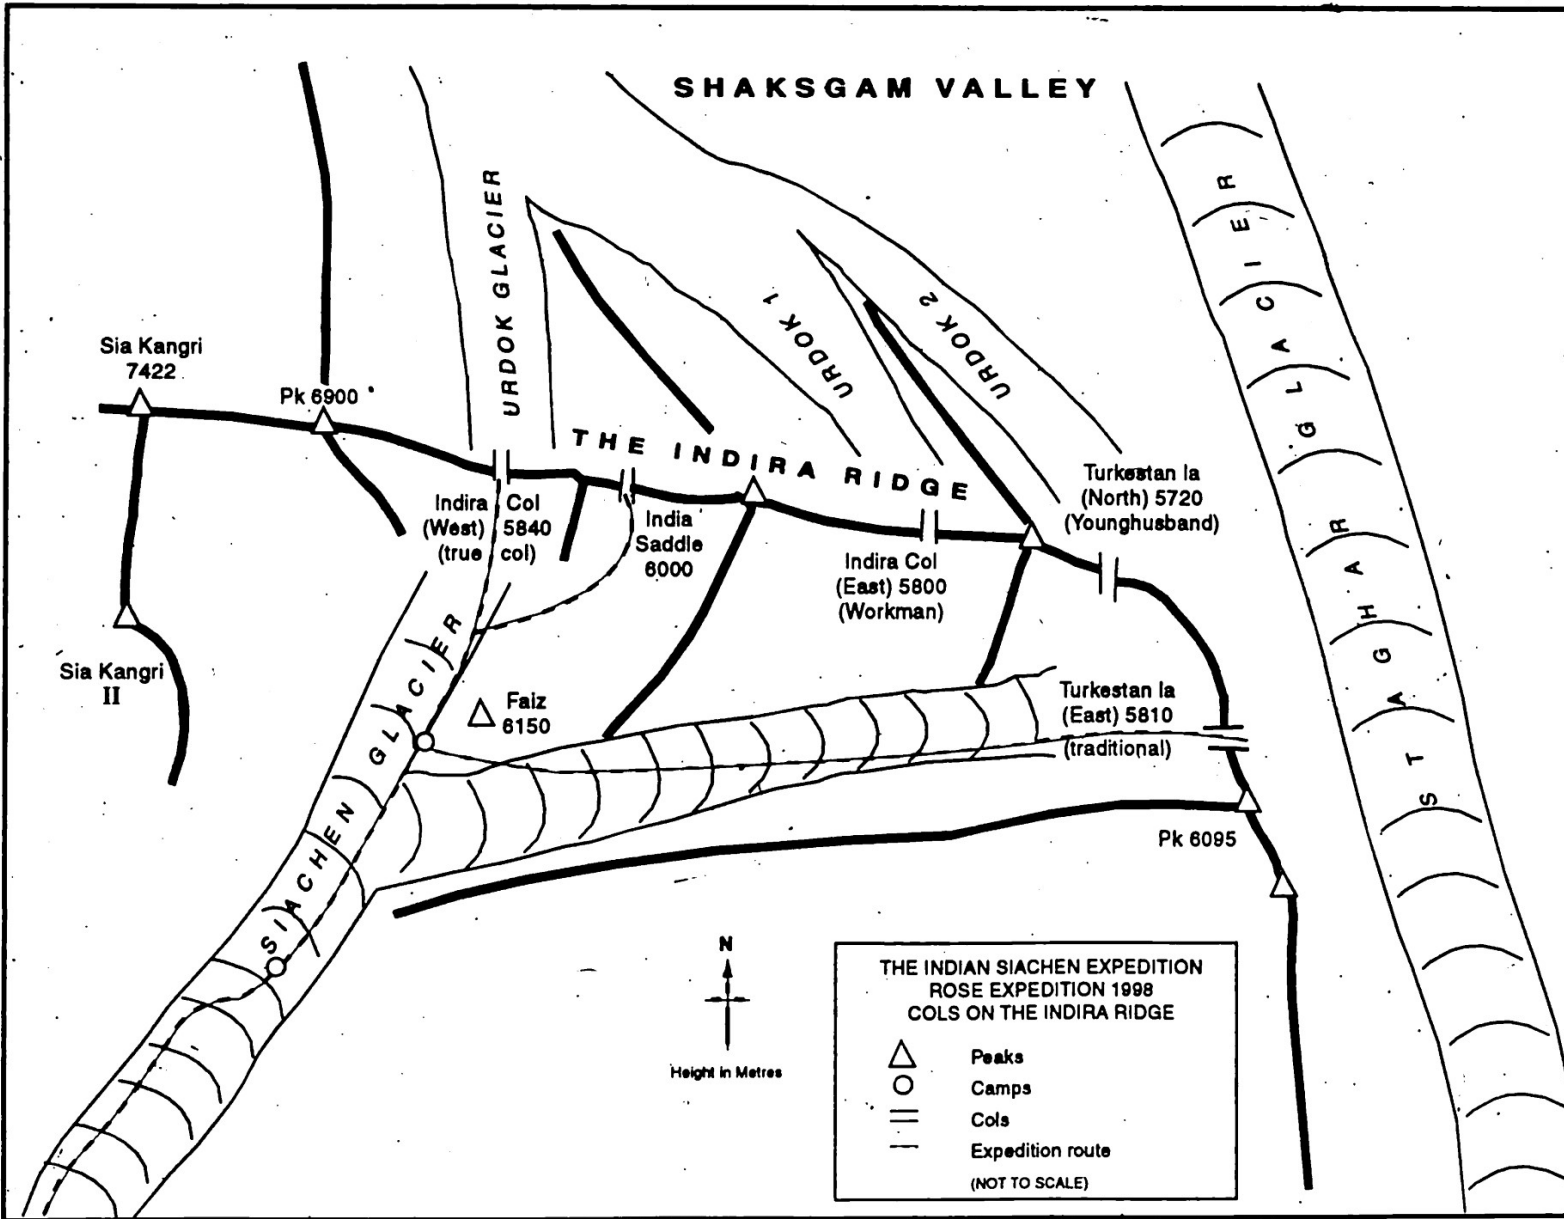 SHAKSGAM VALLEY
URDOK GLACIER
URDOK 1
URDOK 2
STAGHAR GLACIER
Sia Kangri
7422
Pk 6900
THE INDIRA RIDGE
Indira Col
(West) 5840
(true col)
India
Saddle
6000
Indira Col
(East) 5800
(Workman)
Turkestan la
(North) 5720
(Younghusband)
Sia Kangri
II
SIACHEN GLACIER
Faiz
6150
Turkestan la
(East) 5810
(traditional)
Pk 6095
N
Height in Metres
THE INDIAN SIACHEN EXPEDITION
ROSE EXPEDITION 1998
COLS ON THE INDIRA RIDGE
Peaks
Camps
Cols
Expedition route
(NOT TO SCALE)